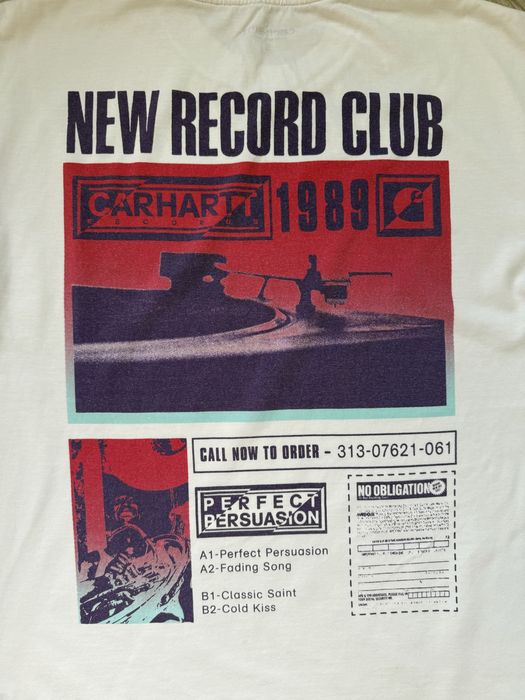 NEW RECORD CLUB
CARHARTT
1989
CALL NOW TO ORDER - 313-07621-061
NO OBLIGATION
PERFECT
PERSUASION
A1-Perfect Persuasion
A2-Fading Song
B1-Classic Saint
B2-Cold Kiss